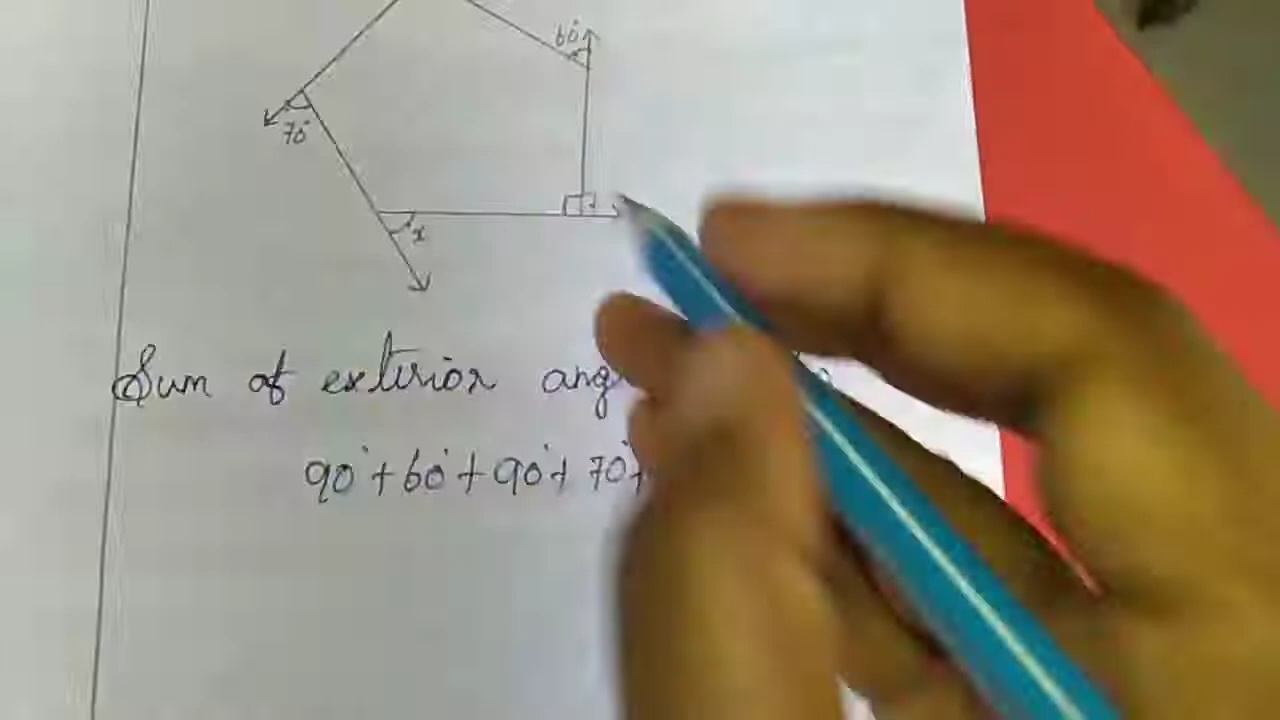 60°
70°
x
Sum of exterior ang
90° + 60° + 90° + 70° +